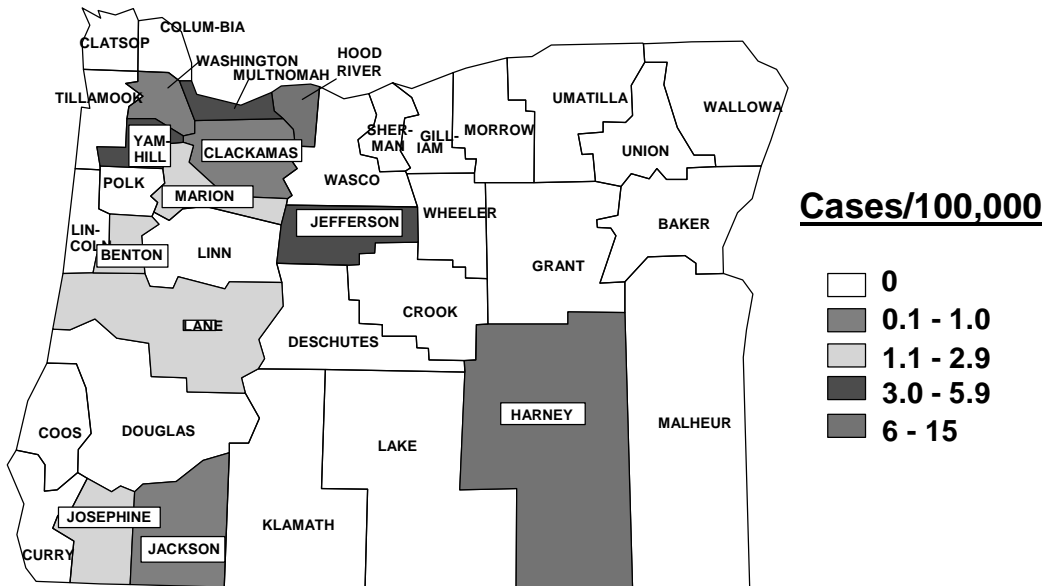 COLUM-BIA
CLATSOP
WASHINGTON
HOOD
RIVER
MULTNOMAH
TILLAMOOK
UMATILLA
WALLOWA
SHER-
MAN
GILL-
IAM
MORROW
YAM-
HILL
CLACKAMAS
UNION
WASCO
POLK
MARION
JEFFERSON
WHEELER
LIN-
COLN
BENTON
LINN
BAKER
GRANT
CROOK
LANE
DESCHUTES
HARNEY
MALHEUR
COOS
DOUGLAS
LAKE
JOSEPHINE
KLAMATH
CURRY
JACKSON
Cases/100,000
0
0.1 - 1.0
1.1 - 2.9
3.0 - 5.9
6 - 15